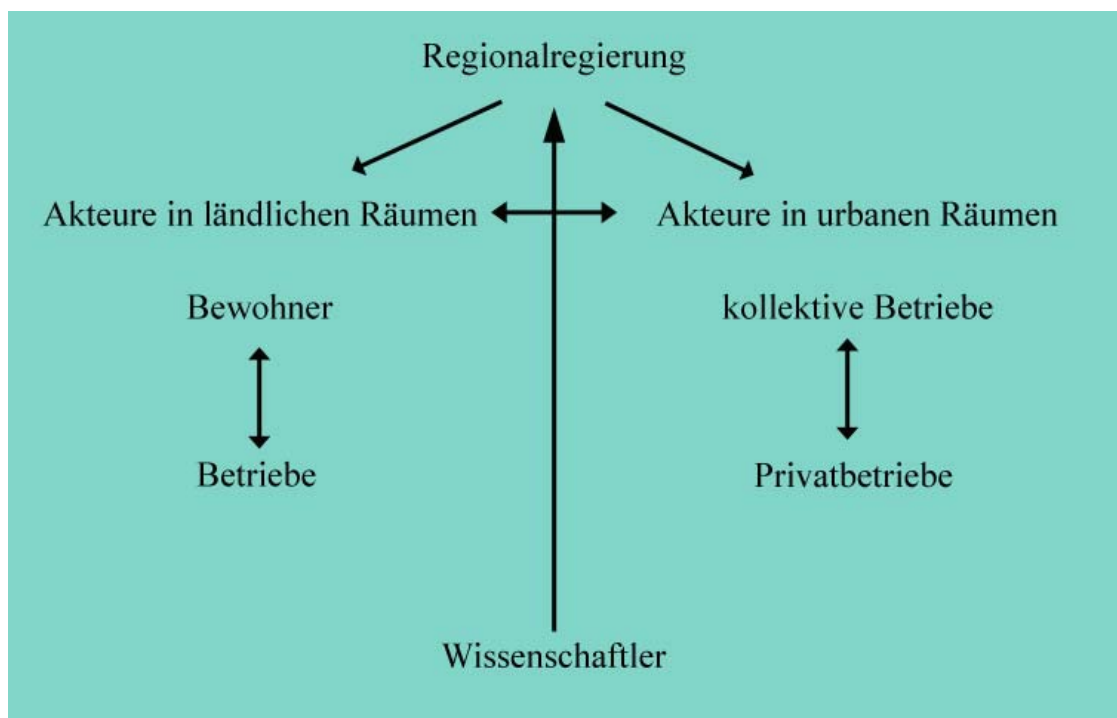 Regionalregierung
Akteure in ländlichen Räumen
Akteure in urbanen Räumen
Bewohner
kollektive Betriebe
Betriebe
Privatbetriebe
Wissenschaftler